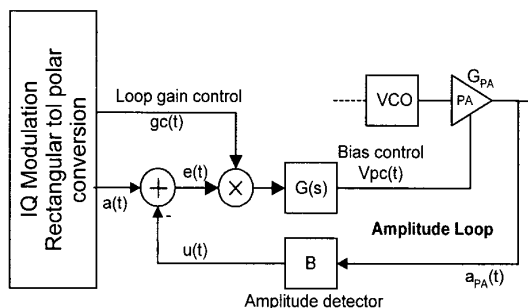 IQ Modulation
Rectangular tol polar
conversion
Loop gain control
gc(t)
a(t)
+
-
e(t)
×
G(s)
Bias control
Vpc(t)
VCO
PA
G_PA
Amplitude Loop
u(t)
B
a_PA(t)
Amplitude detector